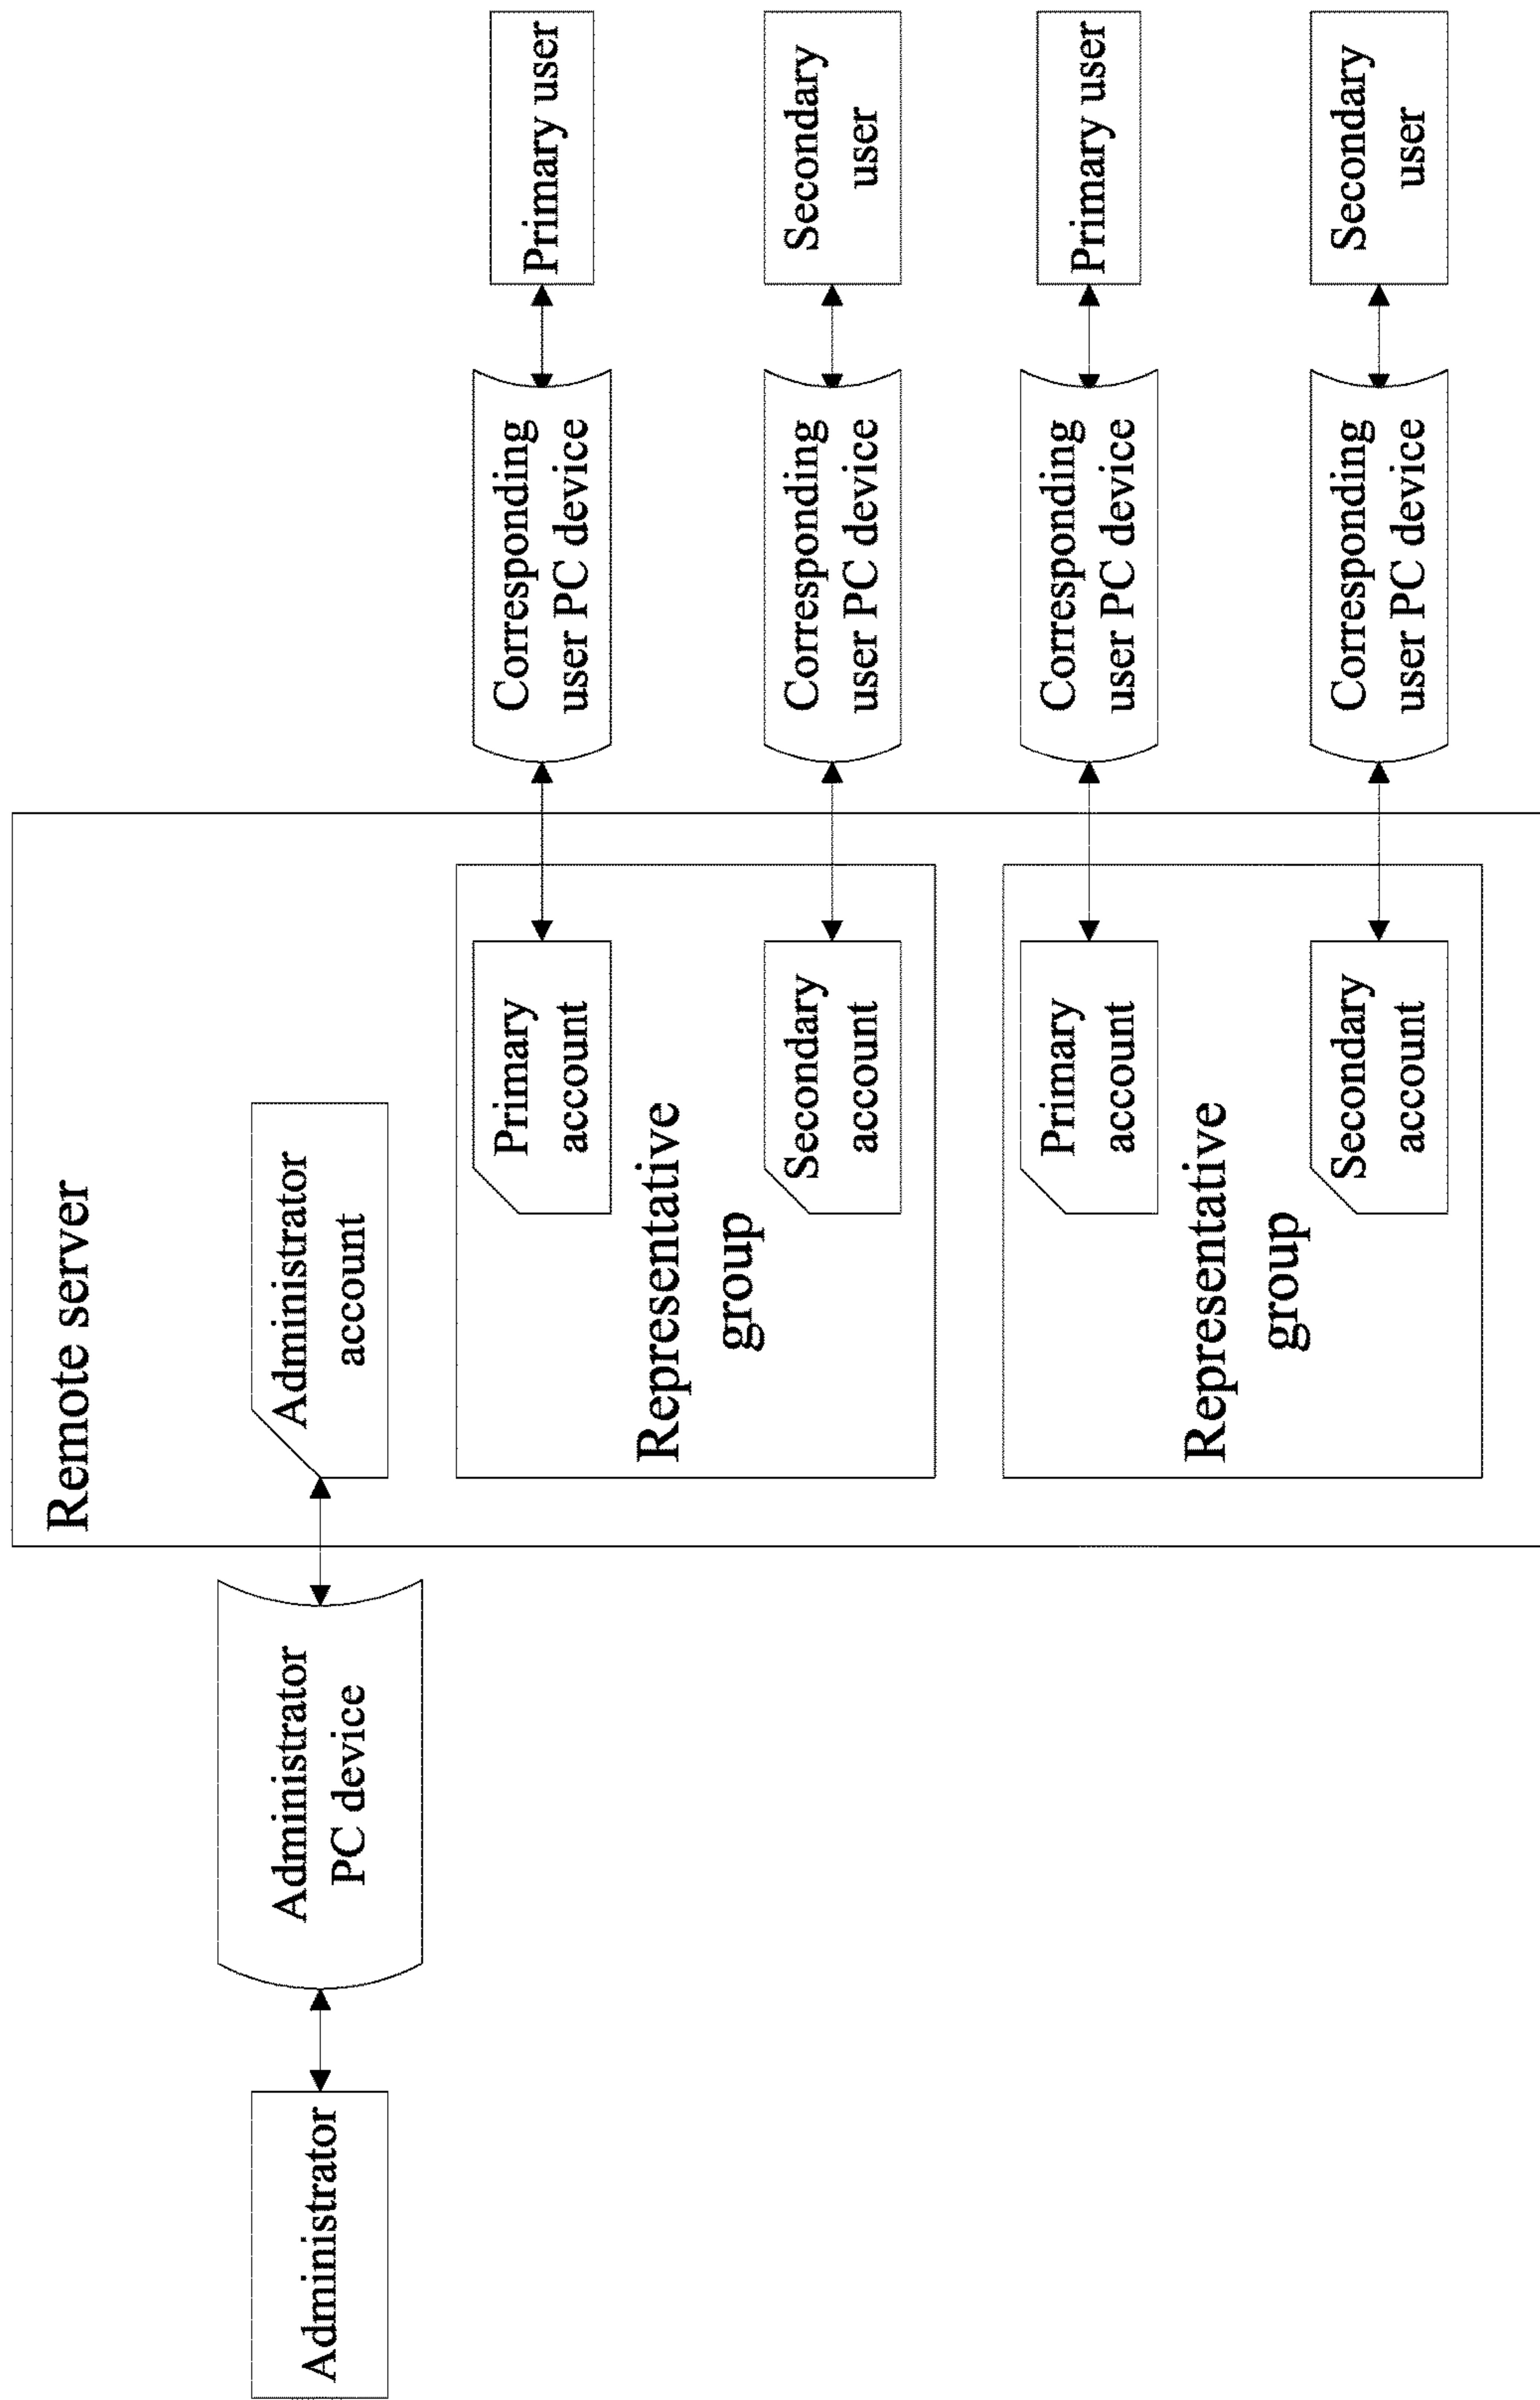 Remote server
Administrator
Administrator
PC device
Administrator
account
Representative
group
Primary
account
Corresponding
user PC device
Primary user
Secondary
account
Corresponding
user PC device
Secondary
user
Representative
group
Primary
account
Corresponding
user PC device
Primary user
Secondary
account
Corresponding
user PC device
Secondary
user